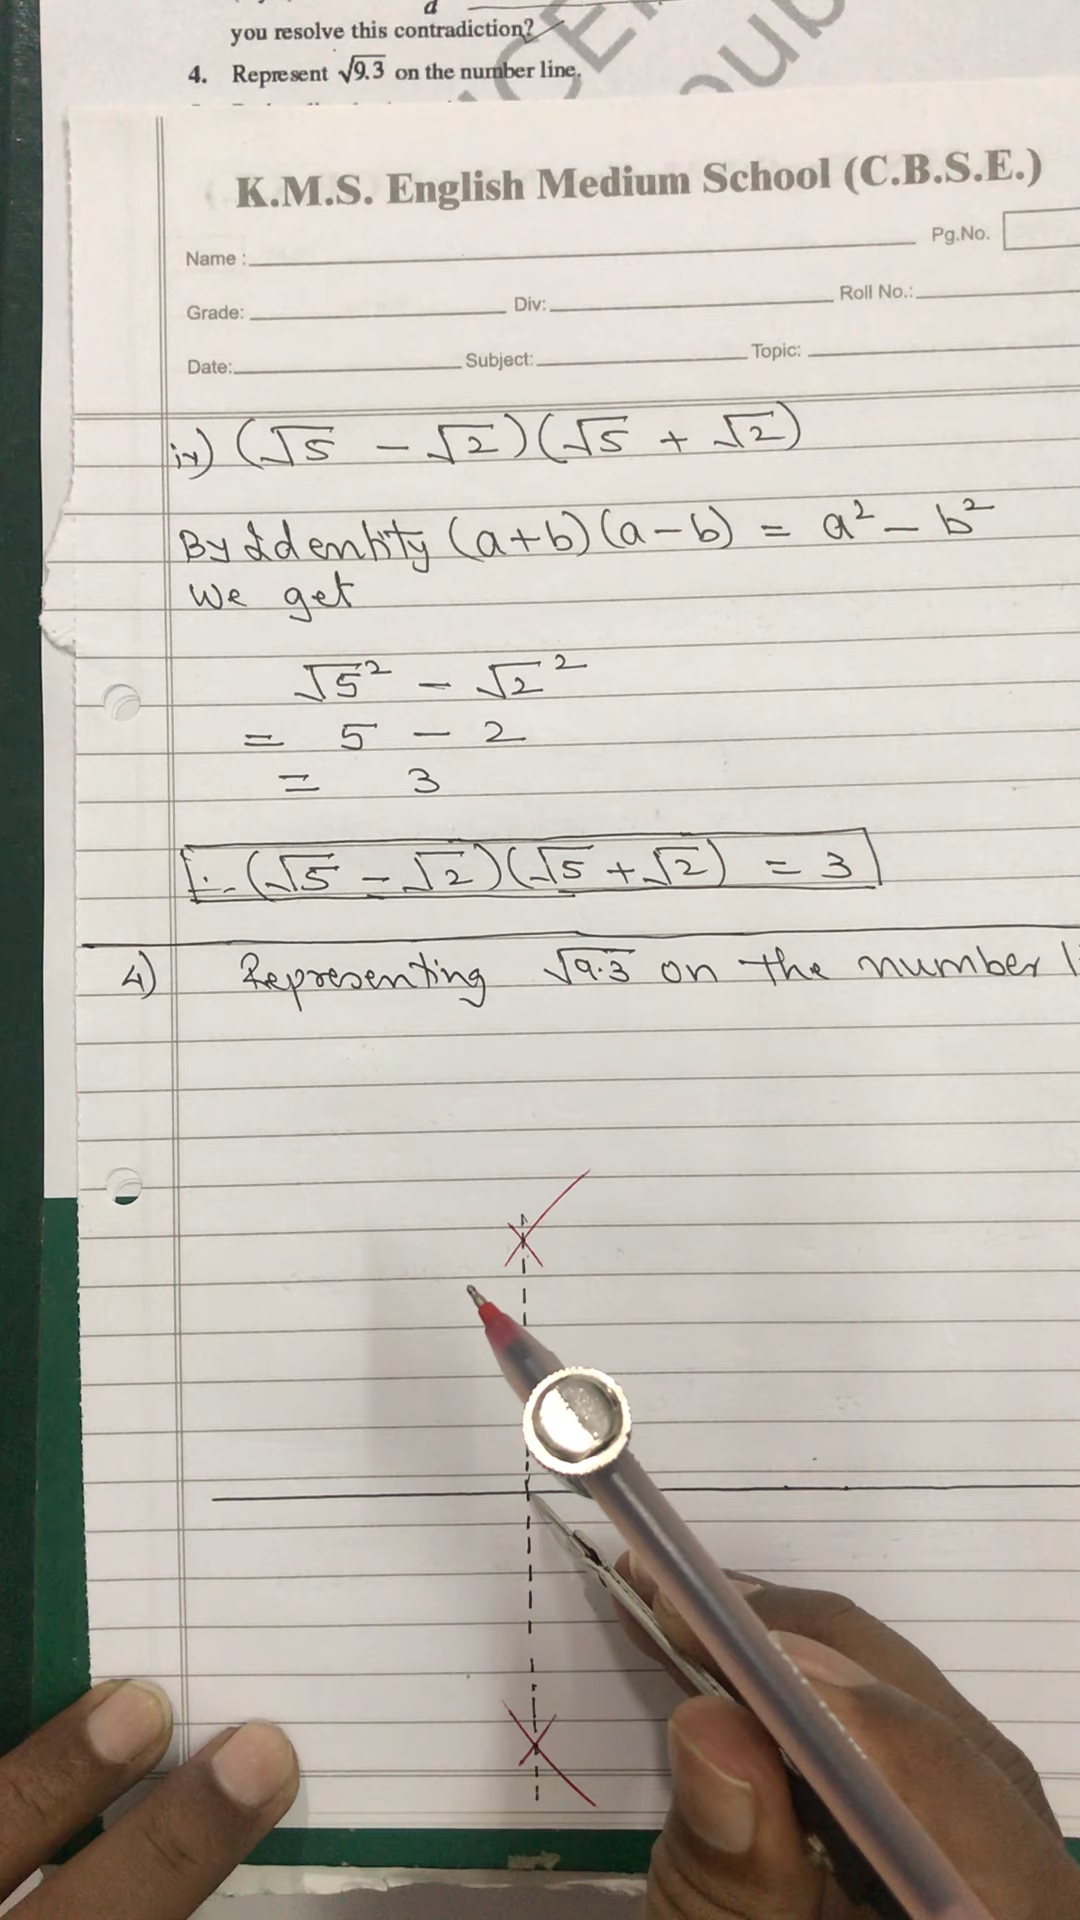 d
you resolve this contradiction?
4. Represent √9.3 on the number line.
K.M.S. English Medium School (C.B.S.E.)
Pg.No.
Name :
Grade: Div: Roll No.:
Date: Subject: Topic:
iv) (√5 - √2)(√5 + √2)
By Identity (a+b)(a-b) = a² - b²
We get
√5² - √2²
= 5 - 2
= 3
∴ (√5 - √2)(√5 + √2) = 3
4) Representing √9.3 on the number